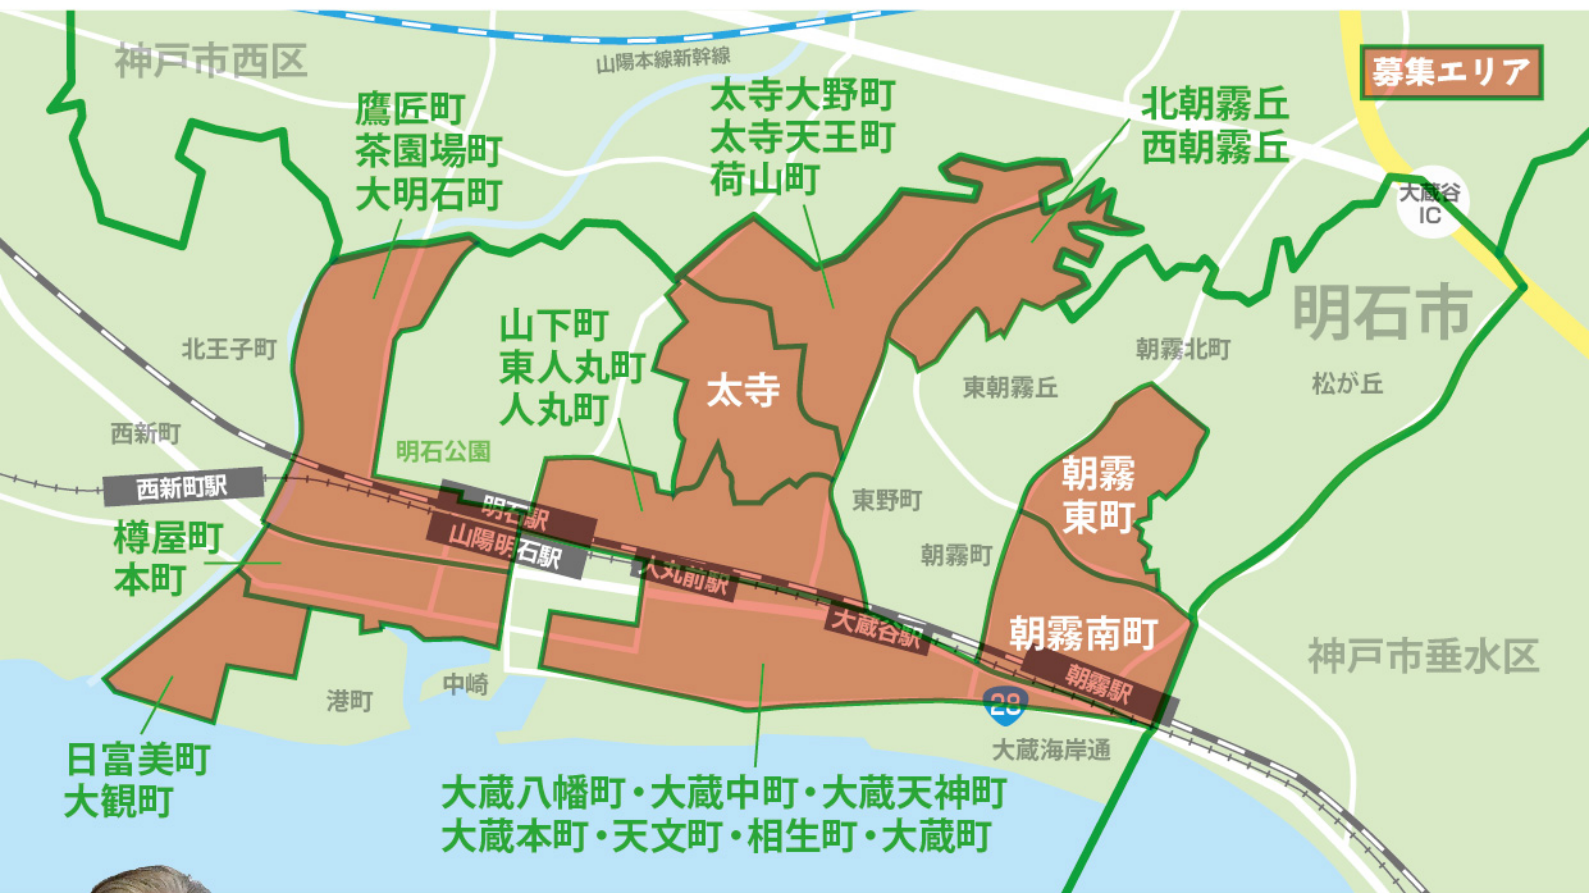 神戸市西区
山陽本線新幹線
募集エリア
鷹匠町
茶園場町
大明石町
太寺大野町
太寺天王町
荷山町
北朝霧丘
西朝霧丘
大蔵谷
IC
明石市
北王子町
山下町
東人丸町
人丸町
太寺
東朝霧丘
朝霧北町
松が丘
西新町
明石公園
西新町駅
明石駅
山陽明石駅
人丸前駅
大蔵谷駅
東野町
朝霧町
朝霧
東町
朝霧南町
朝霧駅
樽屋町
本町
港町
中崎
28
大蔵海岸通
神戸市垂水区
日富美町
大観町
大蔵八幡町・大蔵中町・大蔵天神町
大蔵本町・天文町・相生町・大蔵町